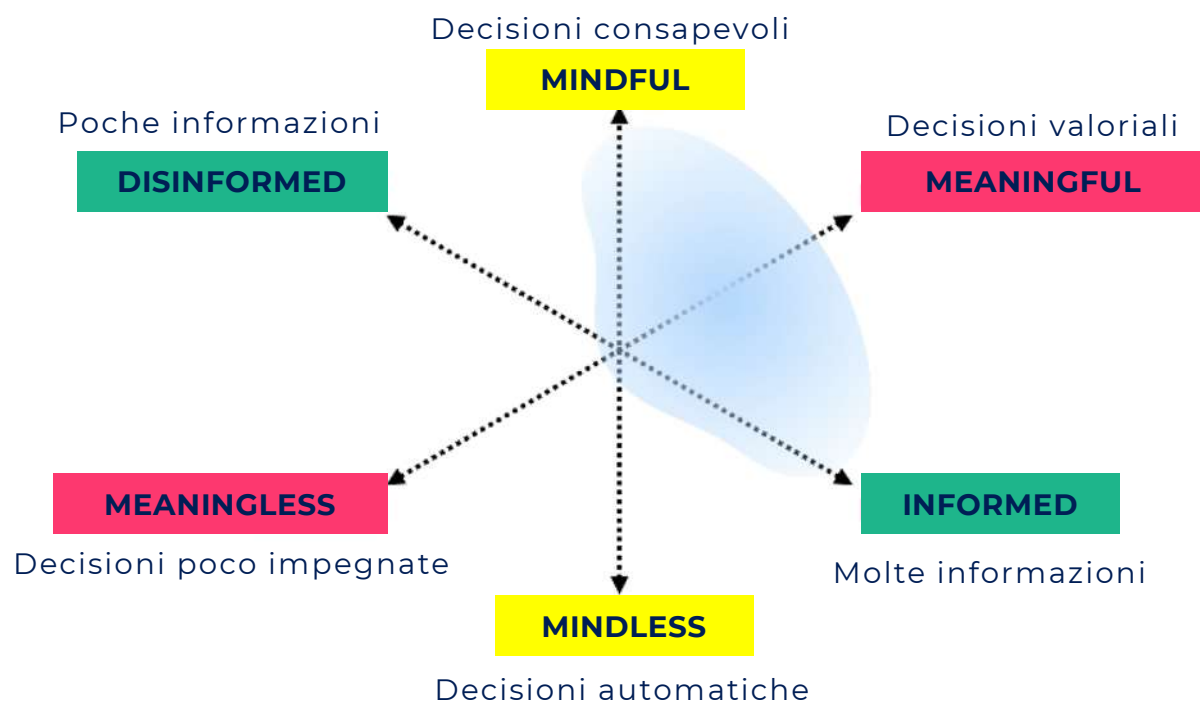 Decisioni consapevoli
MINDFUL
Poche informazioni
DISINFORMED
Decisioni valoriali
MEANINGFUL
MEANINGLESS
Decisioni poco impegnate
INFORMED
Molte informazioni
MINDLESS
Decisioni automatiche